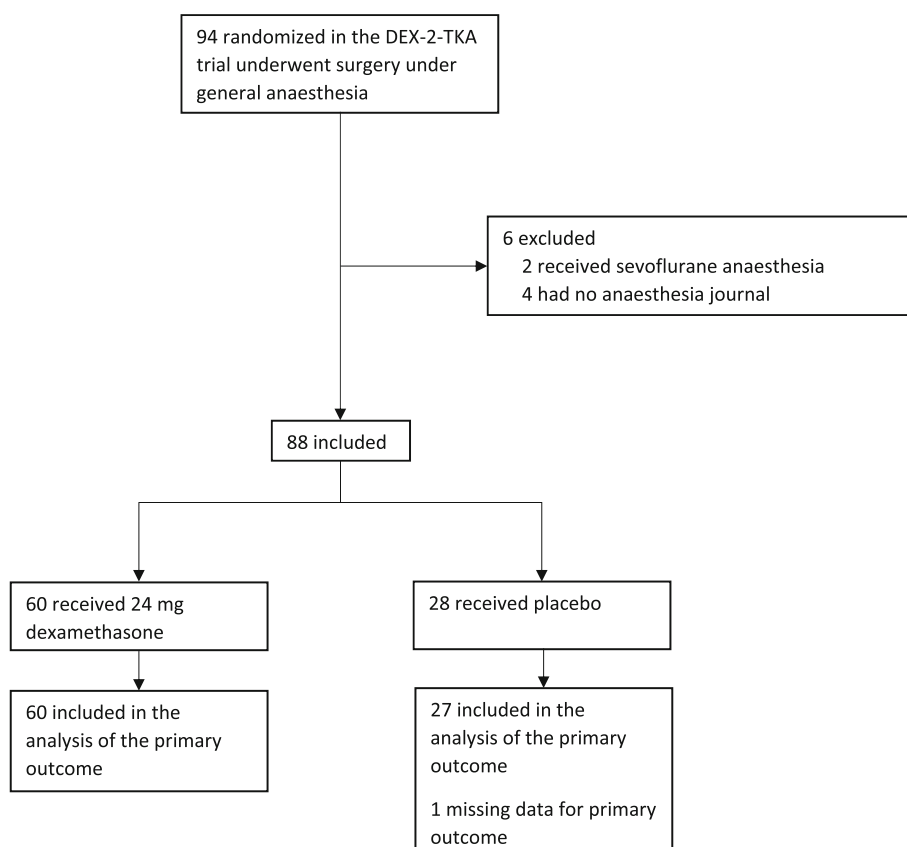 94 randomized in the DEX-2-TKA
trial underwent surgery under
general anaesthesia
6 excluded
2 received sevoflurane anaesthesia
4 had no anaesthesia journal
88 included
60 received 24 mg
dexamethasone
28 received placebo
60 included in the
analysis of the primary
outcome
27 included in the
analysis of the primary
outcome
1 missing data for primary
outcome